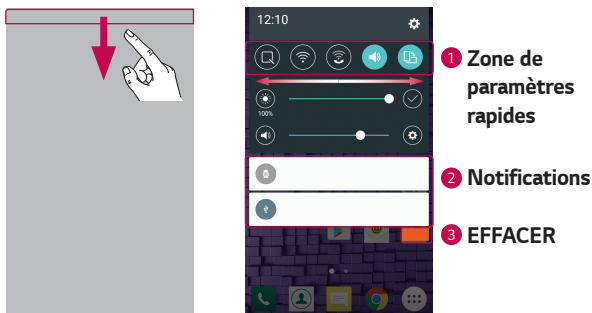 12:10
100%
1 Zone de
paramètres
rapides
2 Notifications
3 EFFACER